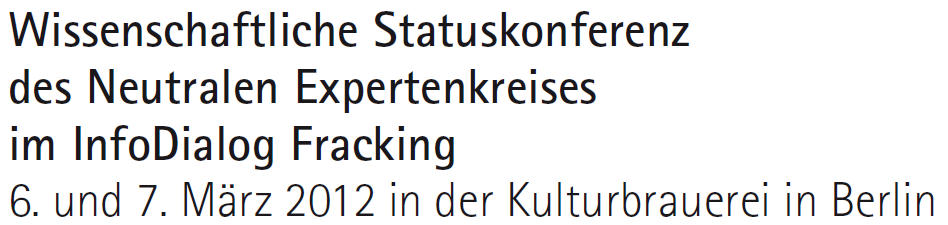 Wissenschaftliche Statuskonferenz
des Neutralen Expertenkreises
im InfoDialog Fracking
6. und 7. März 2012 in der Kulturbrauerei in Berlin